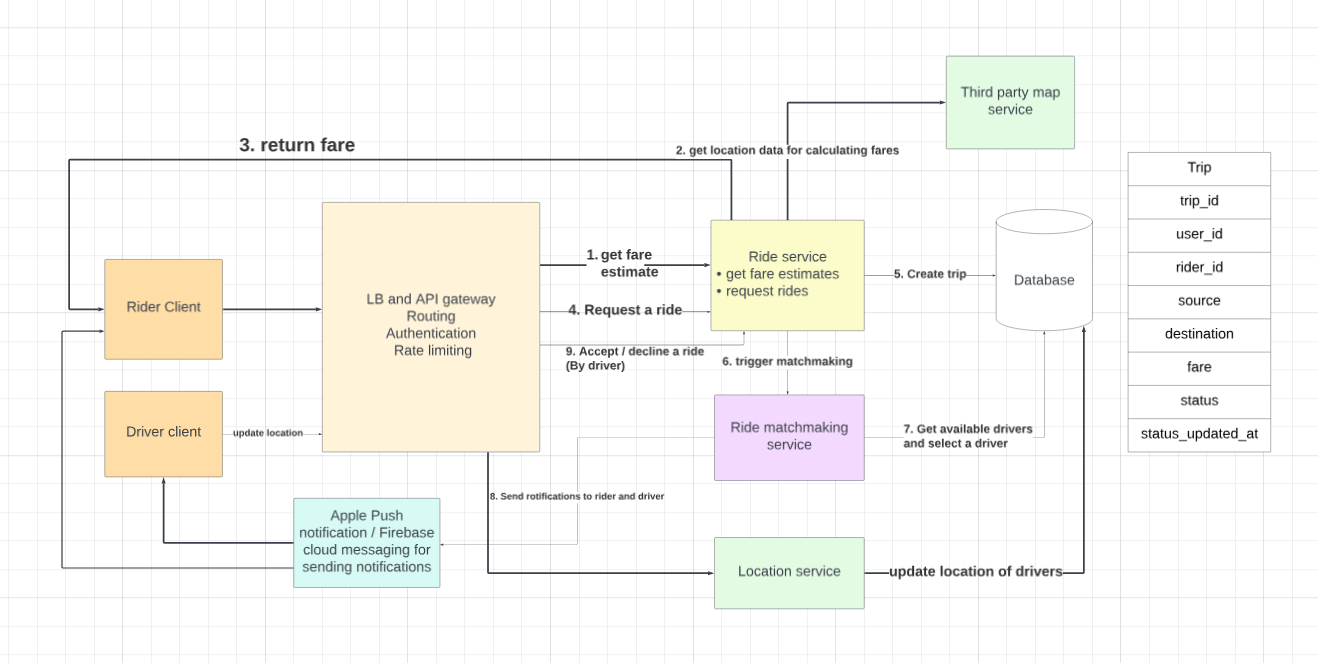 Third party map
service
3. return fare
2. get location data for calculating fares
Trip
trip_id
user_id
rider_id
source
destination
fare
status
status_updated_at
1. get fare
estimate
Ride service
• get fare estimates
• request rides
5. Create trip
Database
Rider Client
LB and API gateway
Routing
Authentication
Rate limiting
4. Request a ride
9. Accept / decline a ride
(By driver)
6. trigger matchmaking
Driver client
update location
Ride matchmaking
service
7. Get available drivers
and select a driver
8. Send rotifications to rider and driver
Apple Push
notification / Firebase
cloud messaging for
sending notifications
Location service
update location of drivers